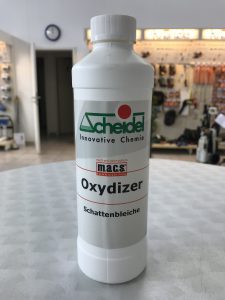 Scheidel
Innovative Chemie
macs
Oxydizer
Schattenbleiche